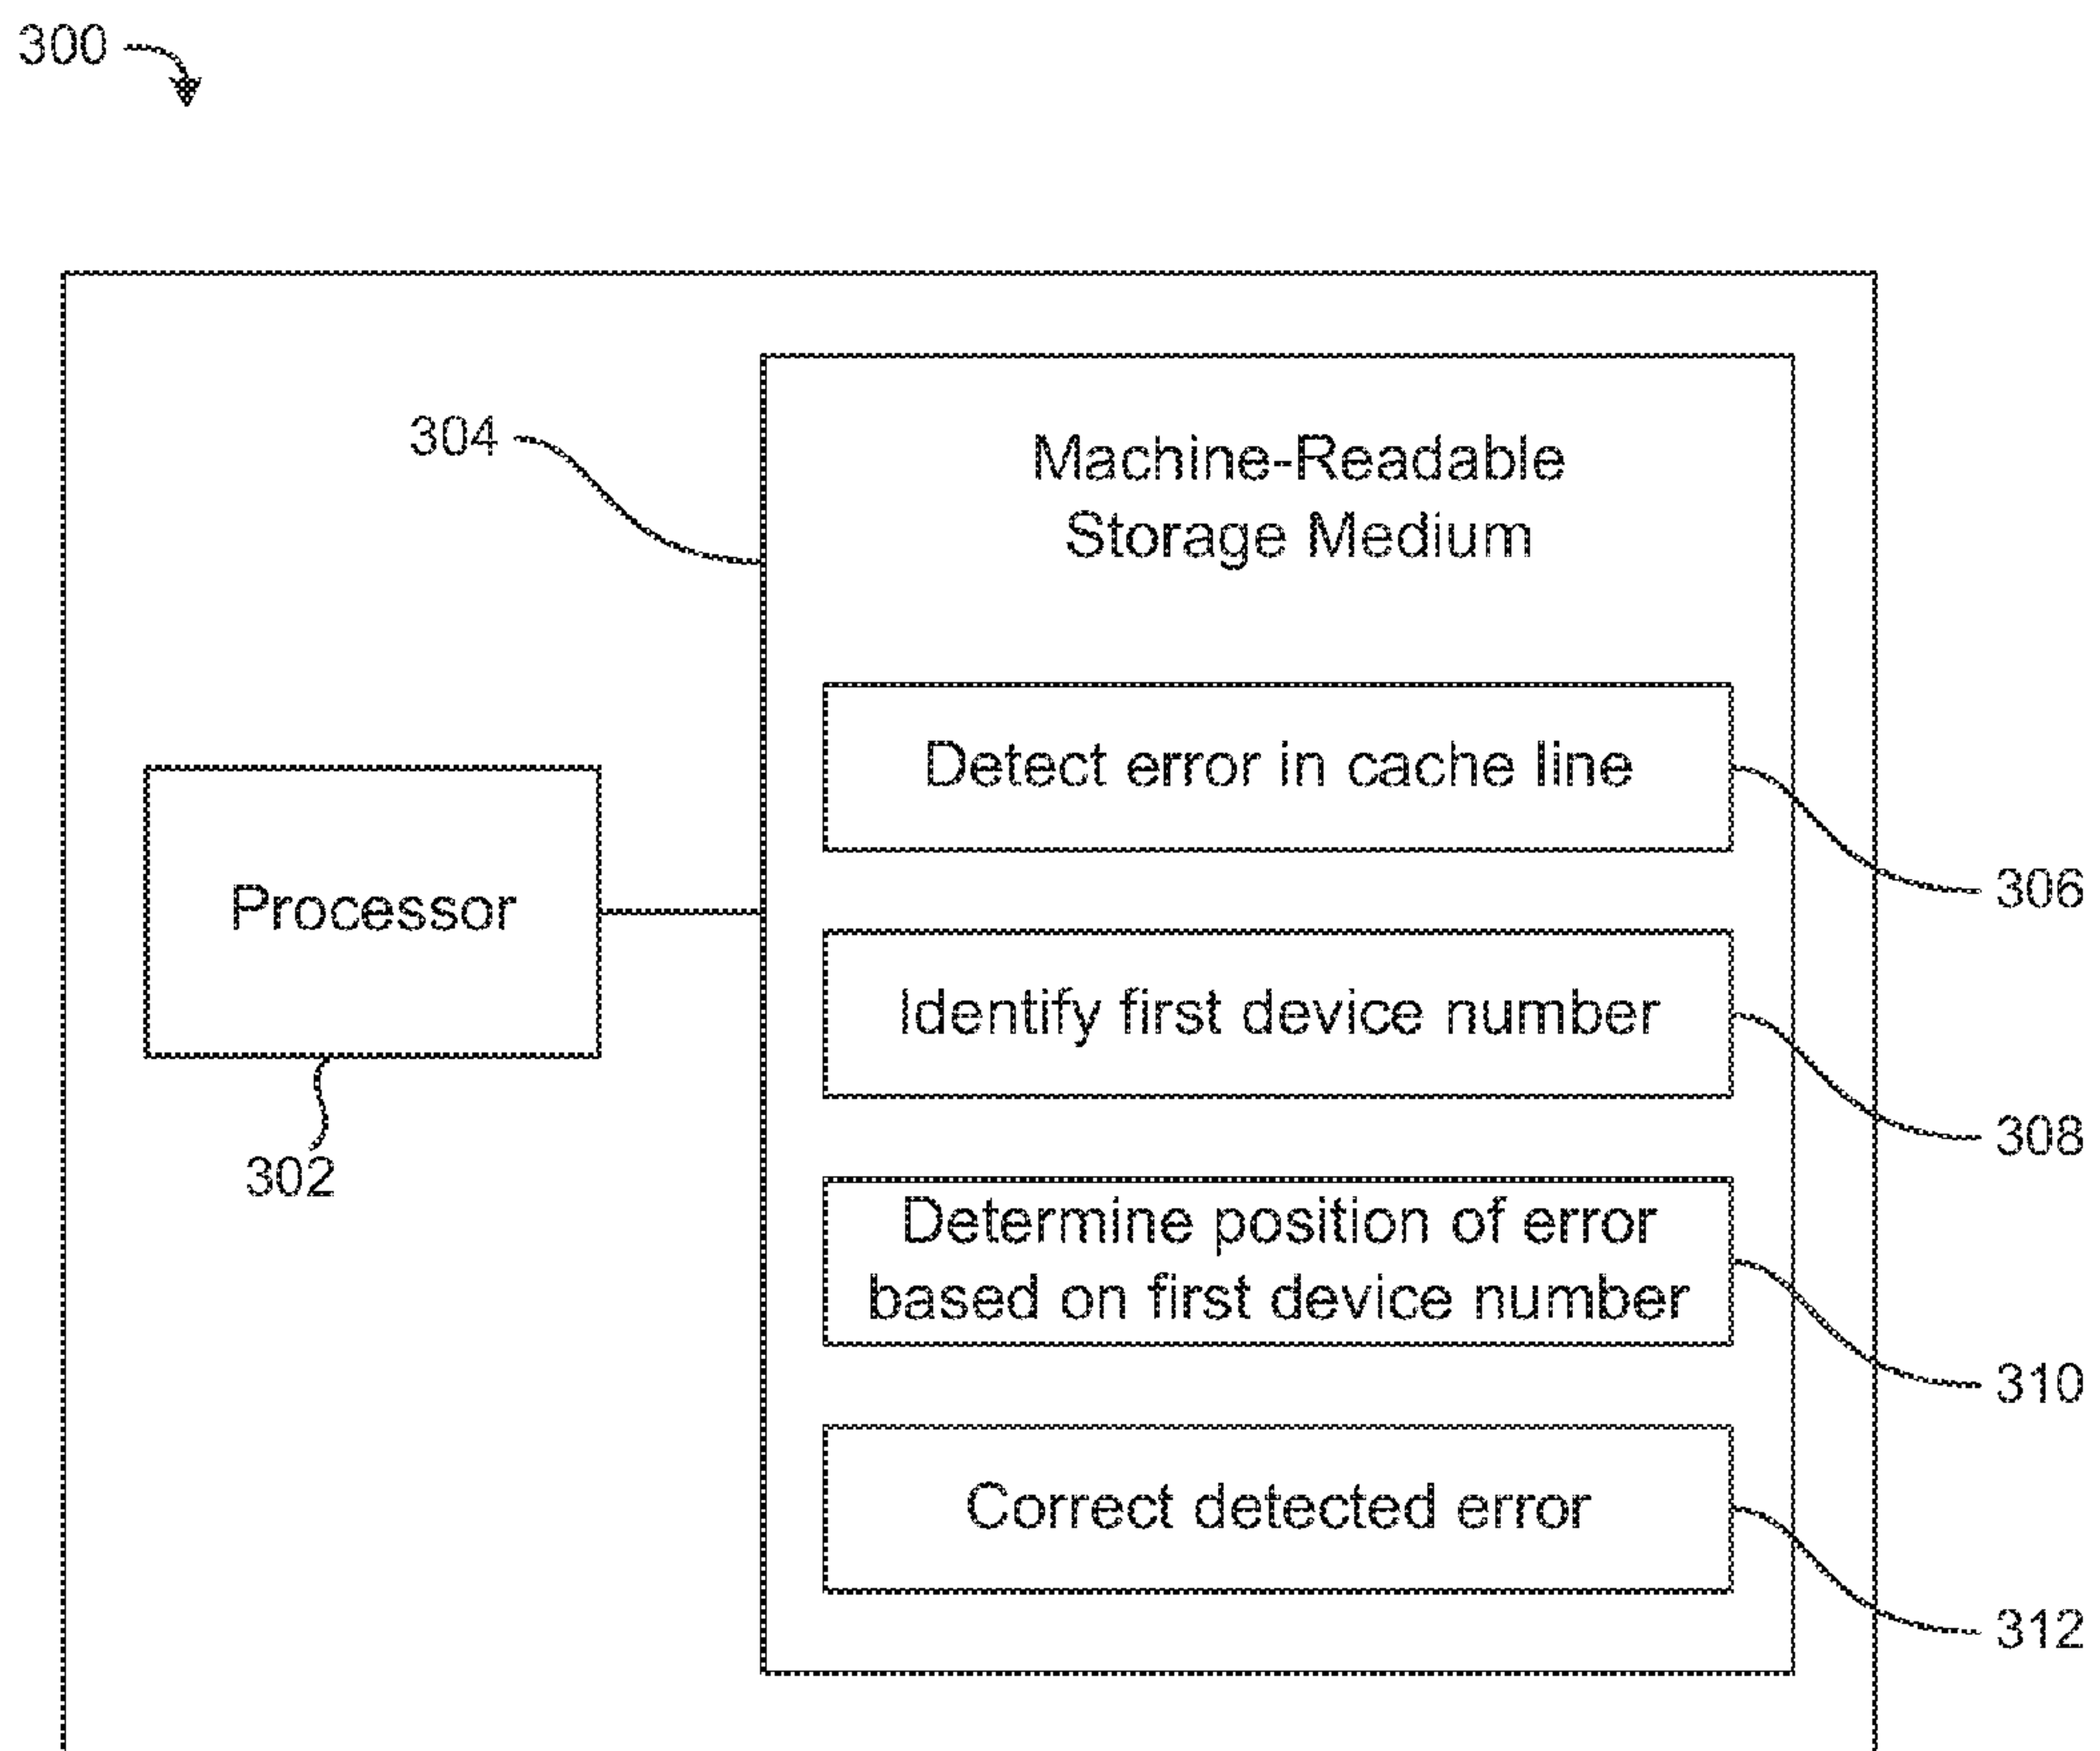 300
304
Machine-Readable
Storage Medium
Detect error in cache line
306
Processor
302
Identify first device number
308
Determine position of error
based on first device number
310
Correct detected error
312